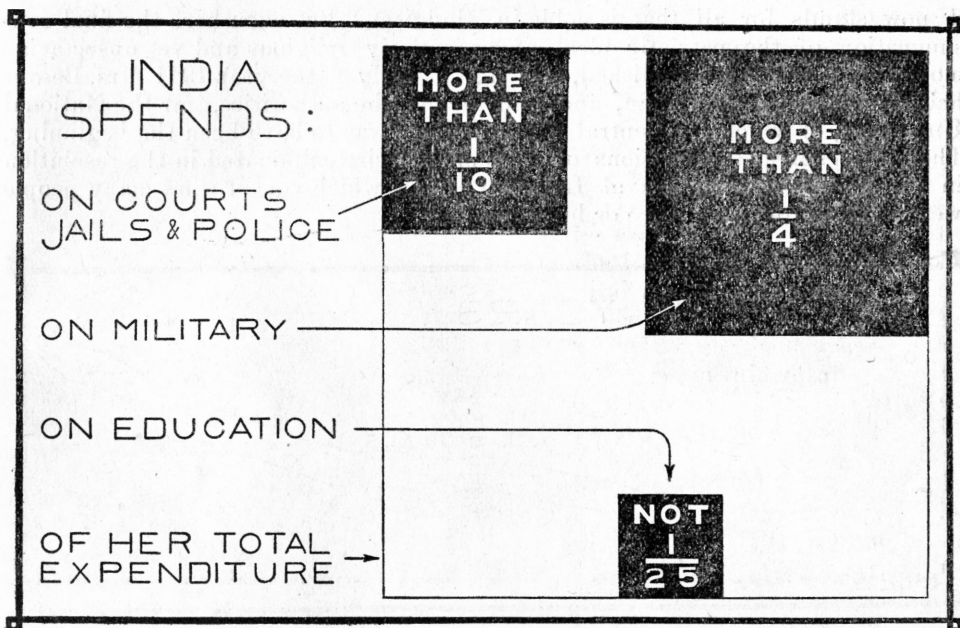 INDIA
SPENDS:
ON COURTS
JAILS & POLICE
MORE
THAN
1/10
ON MILITARY
MORE
THAN
1/4
ON EDUCATION
NOT
1/25
OF HER TOTAL
EXPENDITURE